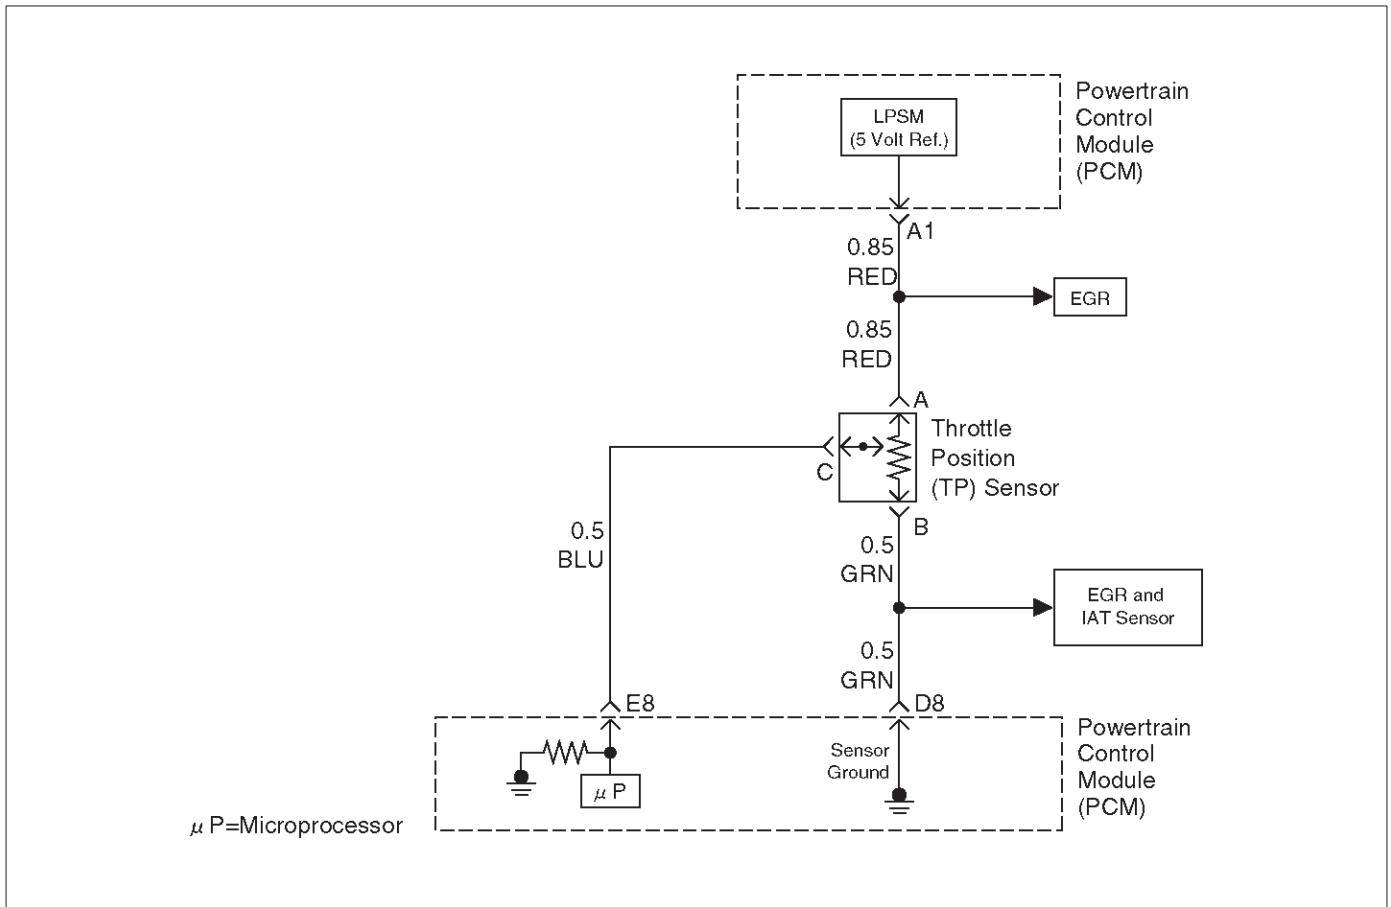 Powertrain
Control
Module
(PCM)
LPSM
(5 Volt Ref.)
A1
0.85
RED
EGR
0.85
RED
A
Throttle
Position
(TP) Sensor
C
B
0.5
BLU
0.5
GRN
EGR and
IAT Sensor
0.5
GRN
E8
D8
Powertrain
Control
Module
(PCM)
Sensor
Ground
μ P
μ P=Microprocessor